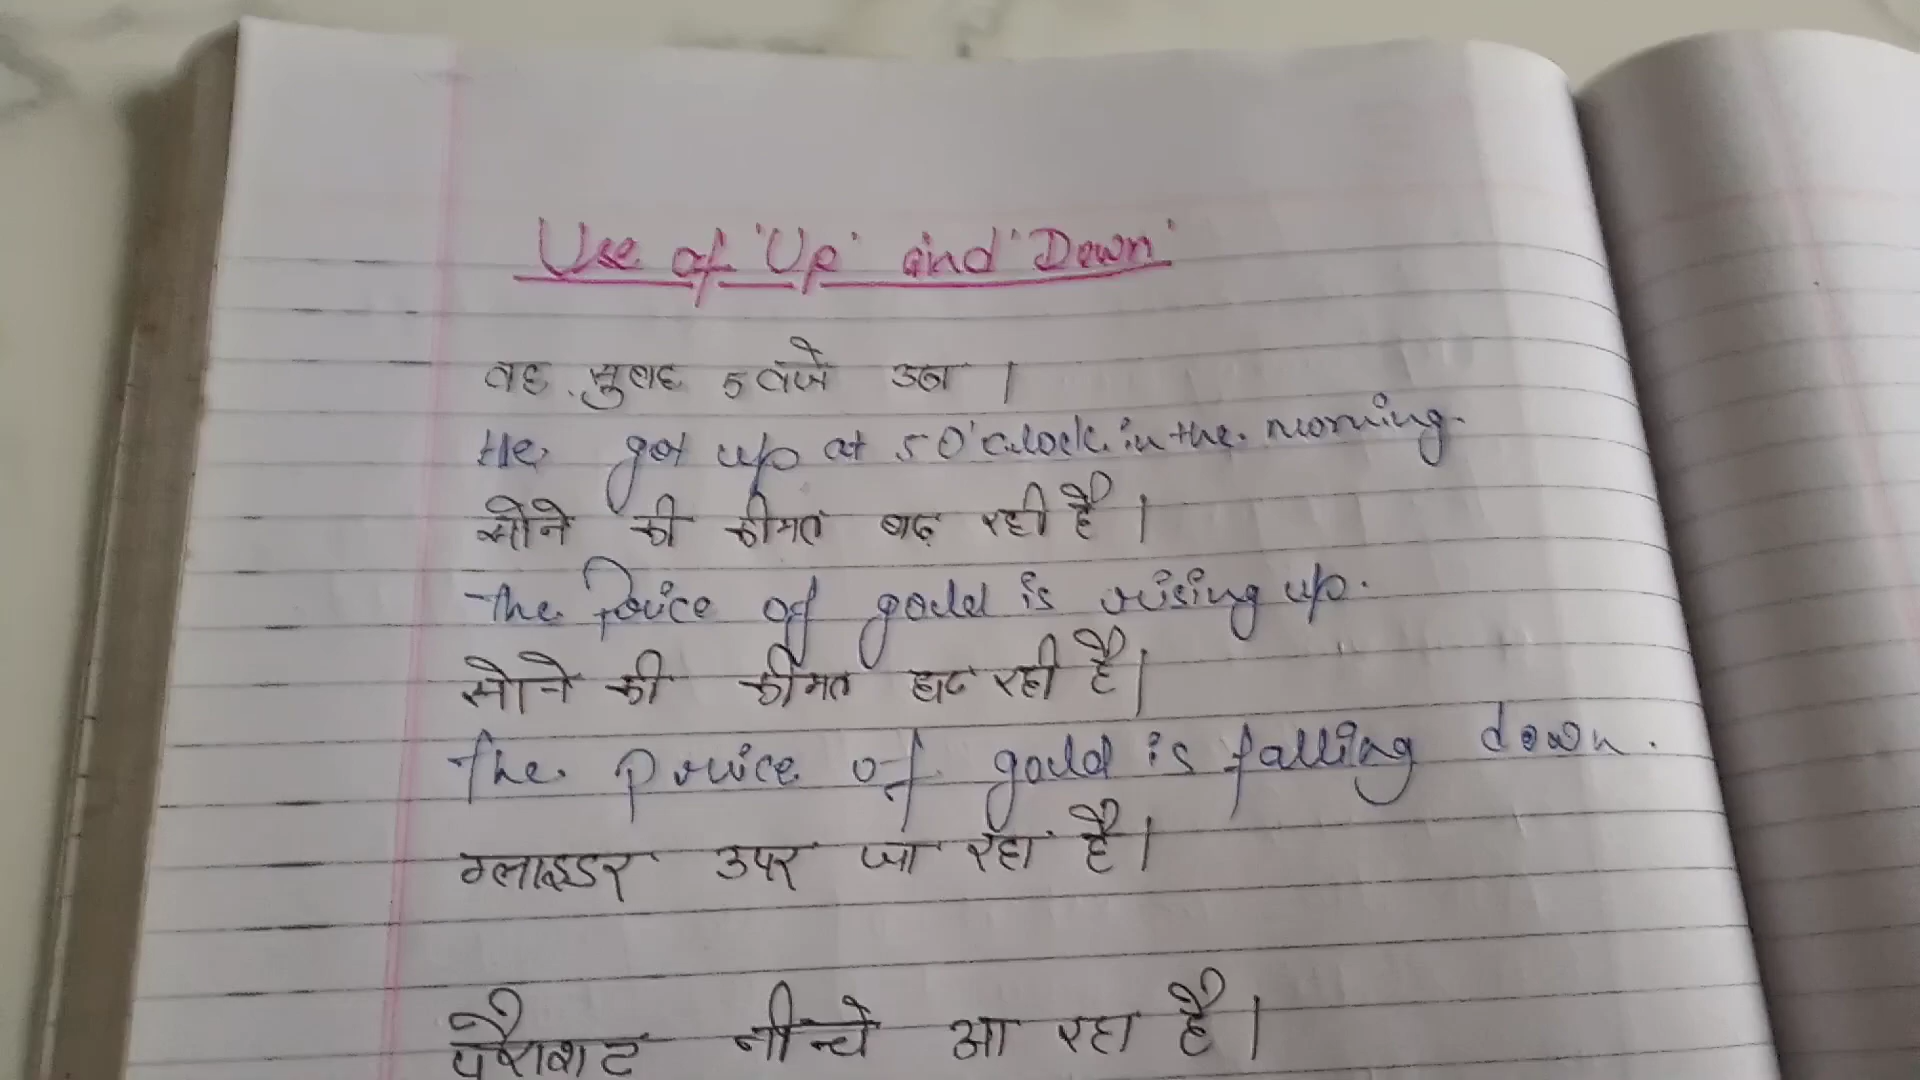 Use of 'Up' and 'Down'
वह सुबह 5 बजे उठा ।
He got up at 5 O'clock in the morning.
सोने की कीमत बढ़ रही है ।
The Price of gold is rising up.
सोने की कीमत घट रही है ।
The price of gold is falling down.
ग्लाइडर उपर जा रहा है ।
पैराशूट नीचे आ रहा है ।